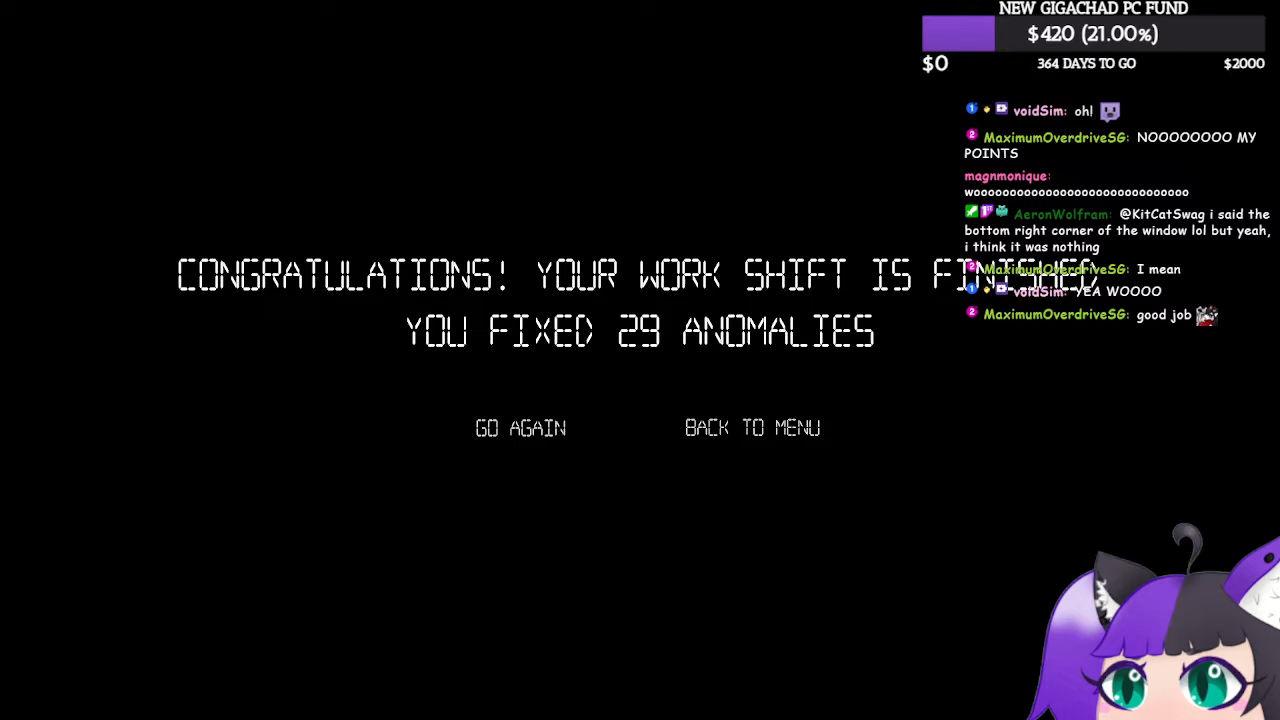 NEW GIGACHAD PC FUND
$420 (21.00%)
$0 364 DAYS TO GO $2000
voidSim: oh!
MaximumOverdriveSG: NOOOOOOOO MY
POINTS
magnmonique:
woooooooooooooooooooooooooooo
AeronWolfram: @KitCatSwag i said the
bottom right corner of the window lol but yeah,
i think it was nothing
MaximumOverdriveSG: I mean
voidSim: YEA WOOOO
MaximumOverdriveSG: good job
CONGRATULATIONS! YOUR WORK SHIFT IS FINISHED
YOU FIXED 29 ANOMALIES
GO AGAIN BACK TO MENU